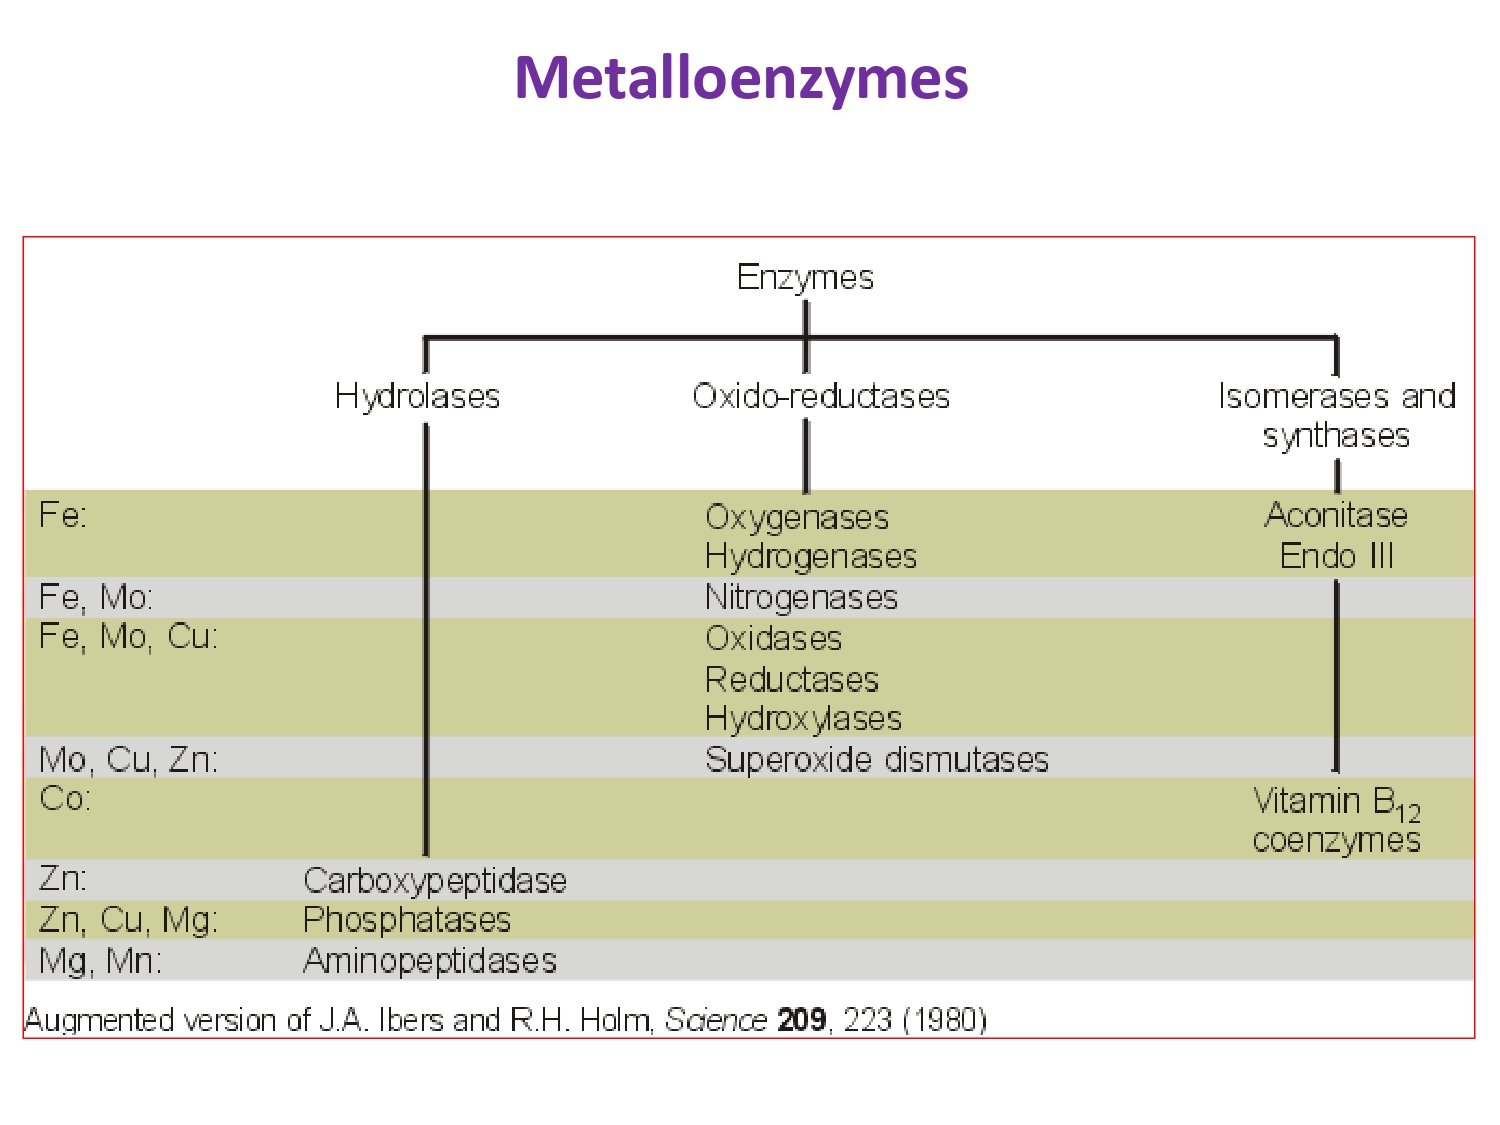 Metalloenzymes
Enzymes
Hydrolases Oxido-reductases Isomerases and
synthases
Fe: Oxygenases Aconitase
Hydrogenases Endo III
Fe, Mo: Nitrogenases
Fe, Mo, Cu: Oxidases
Reductases
Hydroxylases
Mo, Cu, Zn: Superoxide dismutases
Co: Vitamin B12
coenzymes
Zn: Carboxypeptidase
Zn, Cu, Mg: Phosphatases
Mg, Mn: Aminopeptidases
Augmented version of J.A. Ibers and R.H. Holm, Science 209, 223 (1980)